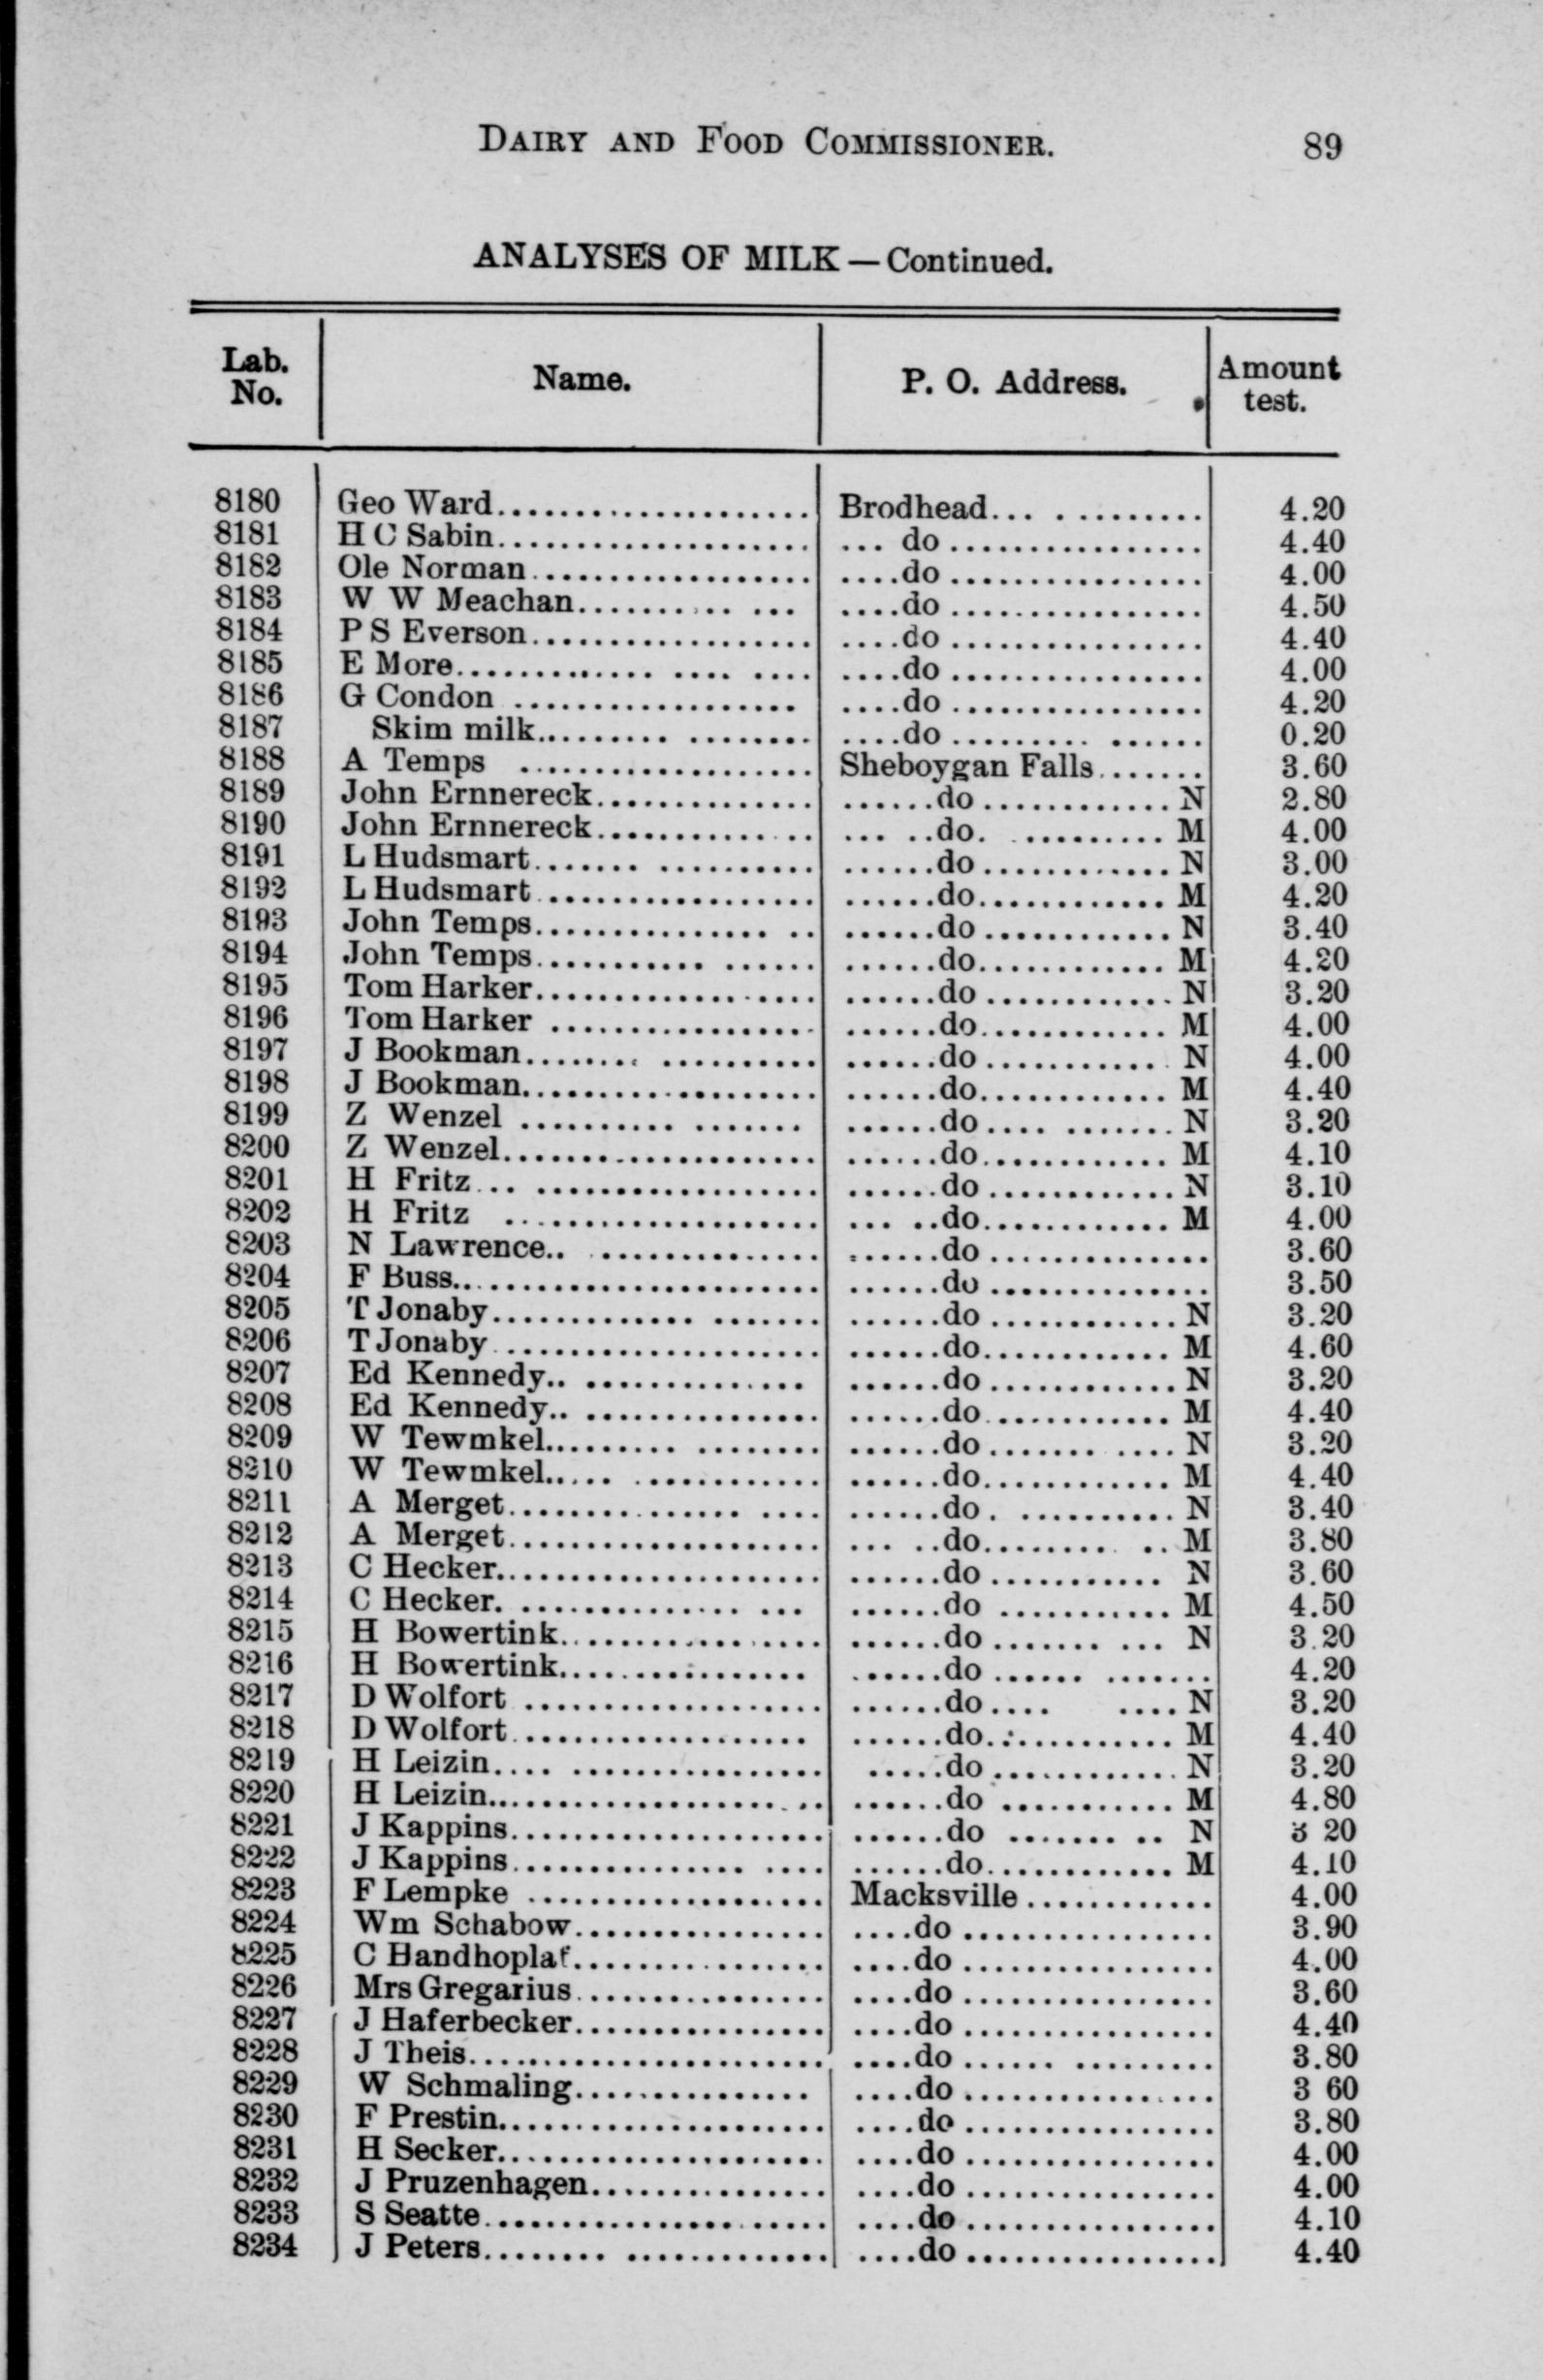 DAIRY AND FOOD COMMISSIONER. 89
ANALYSES OF MILK — Continued.
Lab. No. Name. P. O. Address. Amount test.
8180 Geo Ward..................... Brodhead... . .......... 4.20
8181 H C Sabin..................... ... do ................ 4.40
8182 Ole Norman.................. ....do ................ 4.00
8183 W W Meachan........... ... ....do ................ 4.50
8184 P S Everson.................. ....do ................ 4.40
8185 E More............. .... .... ....do ................ 4.00
8186 G Condon .................. ....do ................ 4.20
8187 Skim milk......... ........ ....do ......... ...... 0.20
8188 A Temps ................... Sheboygan Falls....... 3.60
8189 John Ernnereck.............. ......do ............ N 2.80
8190 John Ernnereck.............. ... ..do. .......... M 4.00
8191 L Hudsmart....... .......... ......do ............ N 3.00
8192 L Hudsmart.................. ......do............ M 4.20
8193 John Temps............... .. ......do ............ N 3.40
8194 John Temps........... ...... ......do............ M 4.20
8195 Tom Harker.................. ......do ............ N 3.20
8196 Tom Harker ................. ......do............ M 4.00
8197 J Bookman........ .......... ......do ............ N 4.00
8198 J Bookman................... ......do............ M 4.40
8199 Z Wenzel .......... ....... ......do.... ....... N 3.20
8200 Z Wenzel.................... ......do............ M 4.10
8201 H Fritz... .................. ......do ............ N 3.10
8202 H Fritz .................... ... ..do............ M 4.00
8203 N Lawrence.. .............. ......do .............. 3.60
8204 F Buss....................... ......do .............. 3.50
8205 T Jonaby............. ....... ......do ............ N 3.20
8206 T Jonaby..................... ......do............ M 4.60
8207 Ed Kennedy.. .............. ......do ............ N 3.20
8208 Ed Kennedy.. ............... ......do............ M 4.40
8209 W Tewmkel......... ........ ......do ....... .... N 3.20
8210 W Tewmkel..... ............ ......do............ M 4.40
8211 A Merget............... .... ......do. .......... N 3.40
8212 A Merget.................... ... ..do......... .. M 3.80
8213 C Hecker..................... ......do ........... N 3.60
8214 C Hecker. .............. ... ......do ........... M 4.50
8215 H Bowertink................. ......do ....... ... N 3.20
8216 H Bowertink................ ......do ...... ....... 4.20
8217 D Wolfort ................... ......do.... .... N 3.20
8218 D Wolfort................... ......do............ M 4.40
8219 H Leizin.... ................ .....do ............ N 3.20
8220 H Leizin..................... ......do ........... M 4.80
8221 J Kappins.................... ......do ....... .. N 3 20
8222 J Kappins............... .... ......do............ M 4.10
8223 F Lempke ................... Macksville............ 4.00
8224 Wm Schabow................ ....do ................ 3.90
8225 C Handhoplat................ ....do ................ 4.00
8226 Mrs Gregarius................ ....do ................ 3.60
8227 J Haferbecker................ ....do ................ 4.40
8228 J Theis....................... ....do ...... ......... 3.80
8229 W Schmaling............... ....do ................ 3 60
8230 F Prestin..................... ....do ................ 3.80
8231 H Secker..................... ....do ................ 4.00
8232 J Pruzenhagen............... ....do ................ 4.00
8233 S Seatte...................... ....do ................ 4.10
8234 J Peters........ ............. ....do ................ 4.40